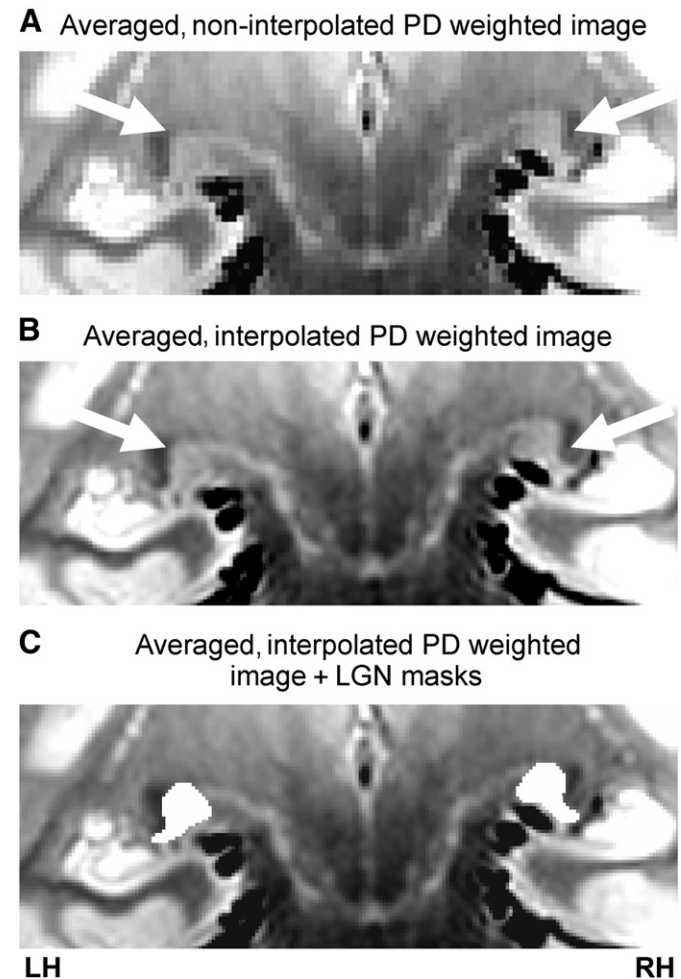 A Averaged, non-interpolated PD weighted image
B Averaged, interpolated PD weighted image
C Averaged, interpolated PD weighted
image + LGN masks
LH RH